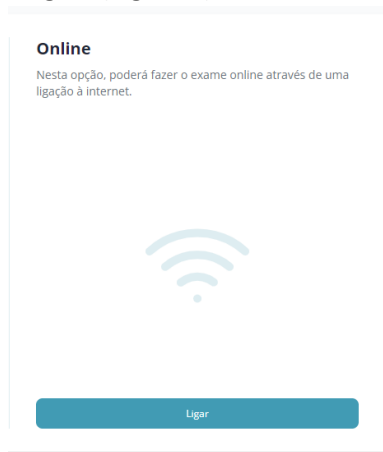 Online
Nesta opção, poderá fazer o exame online através de uma
ligação à internet.
Ligar